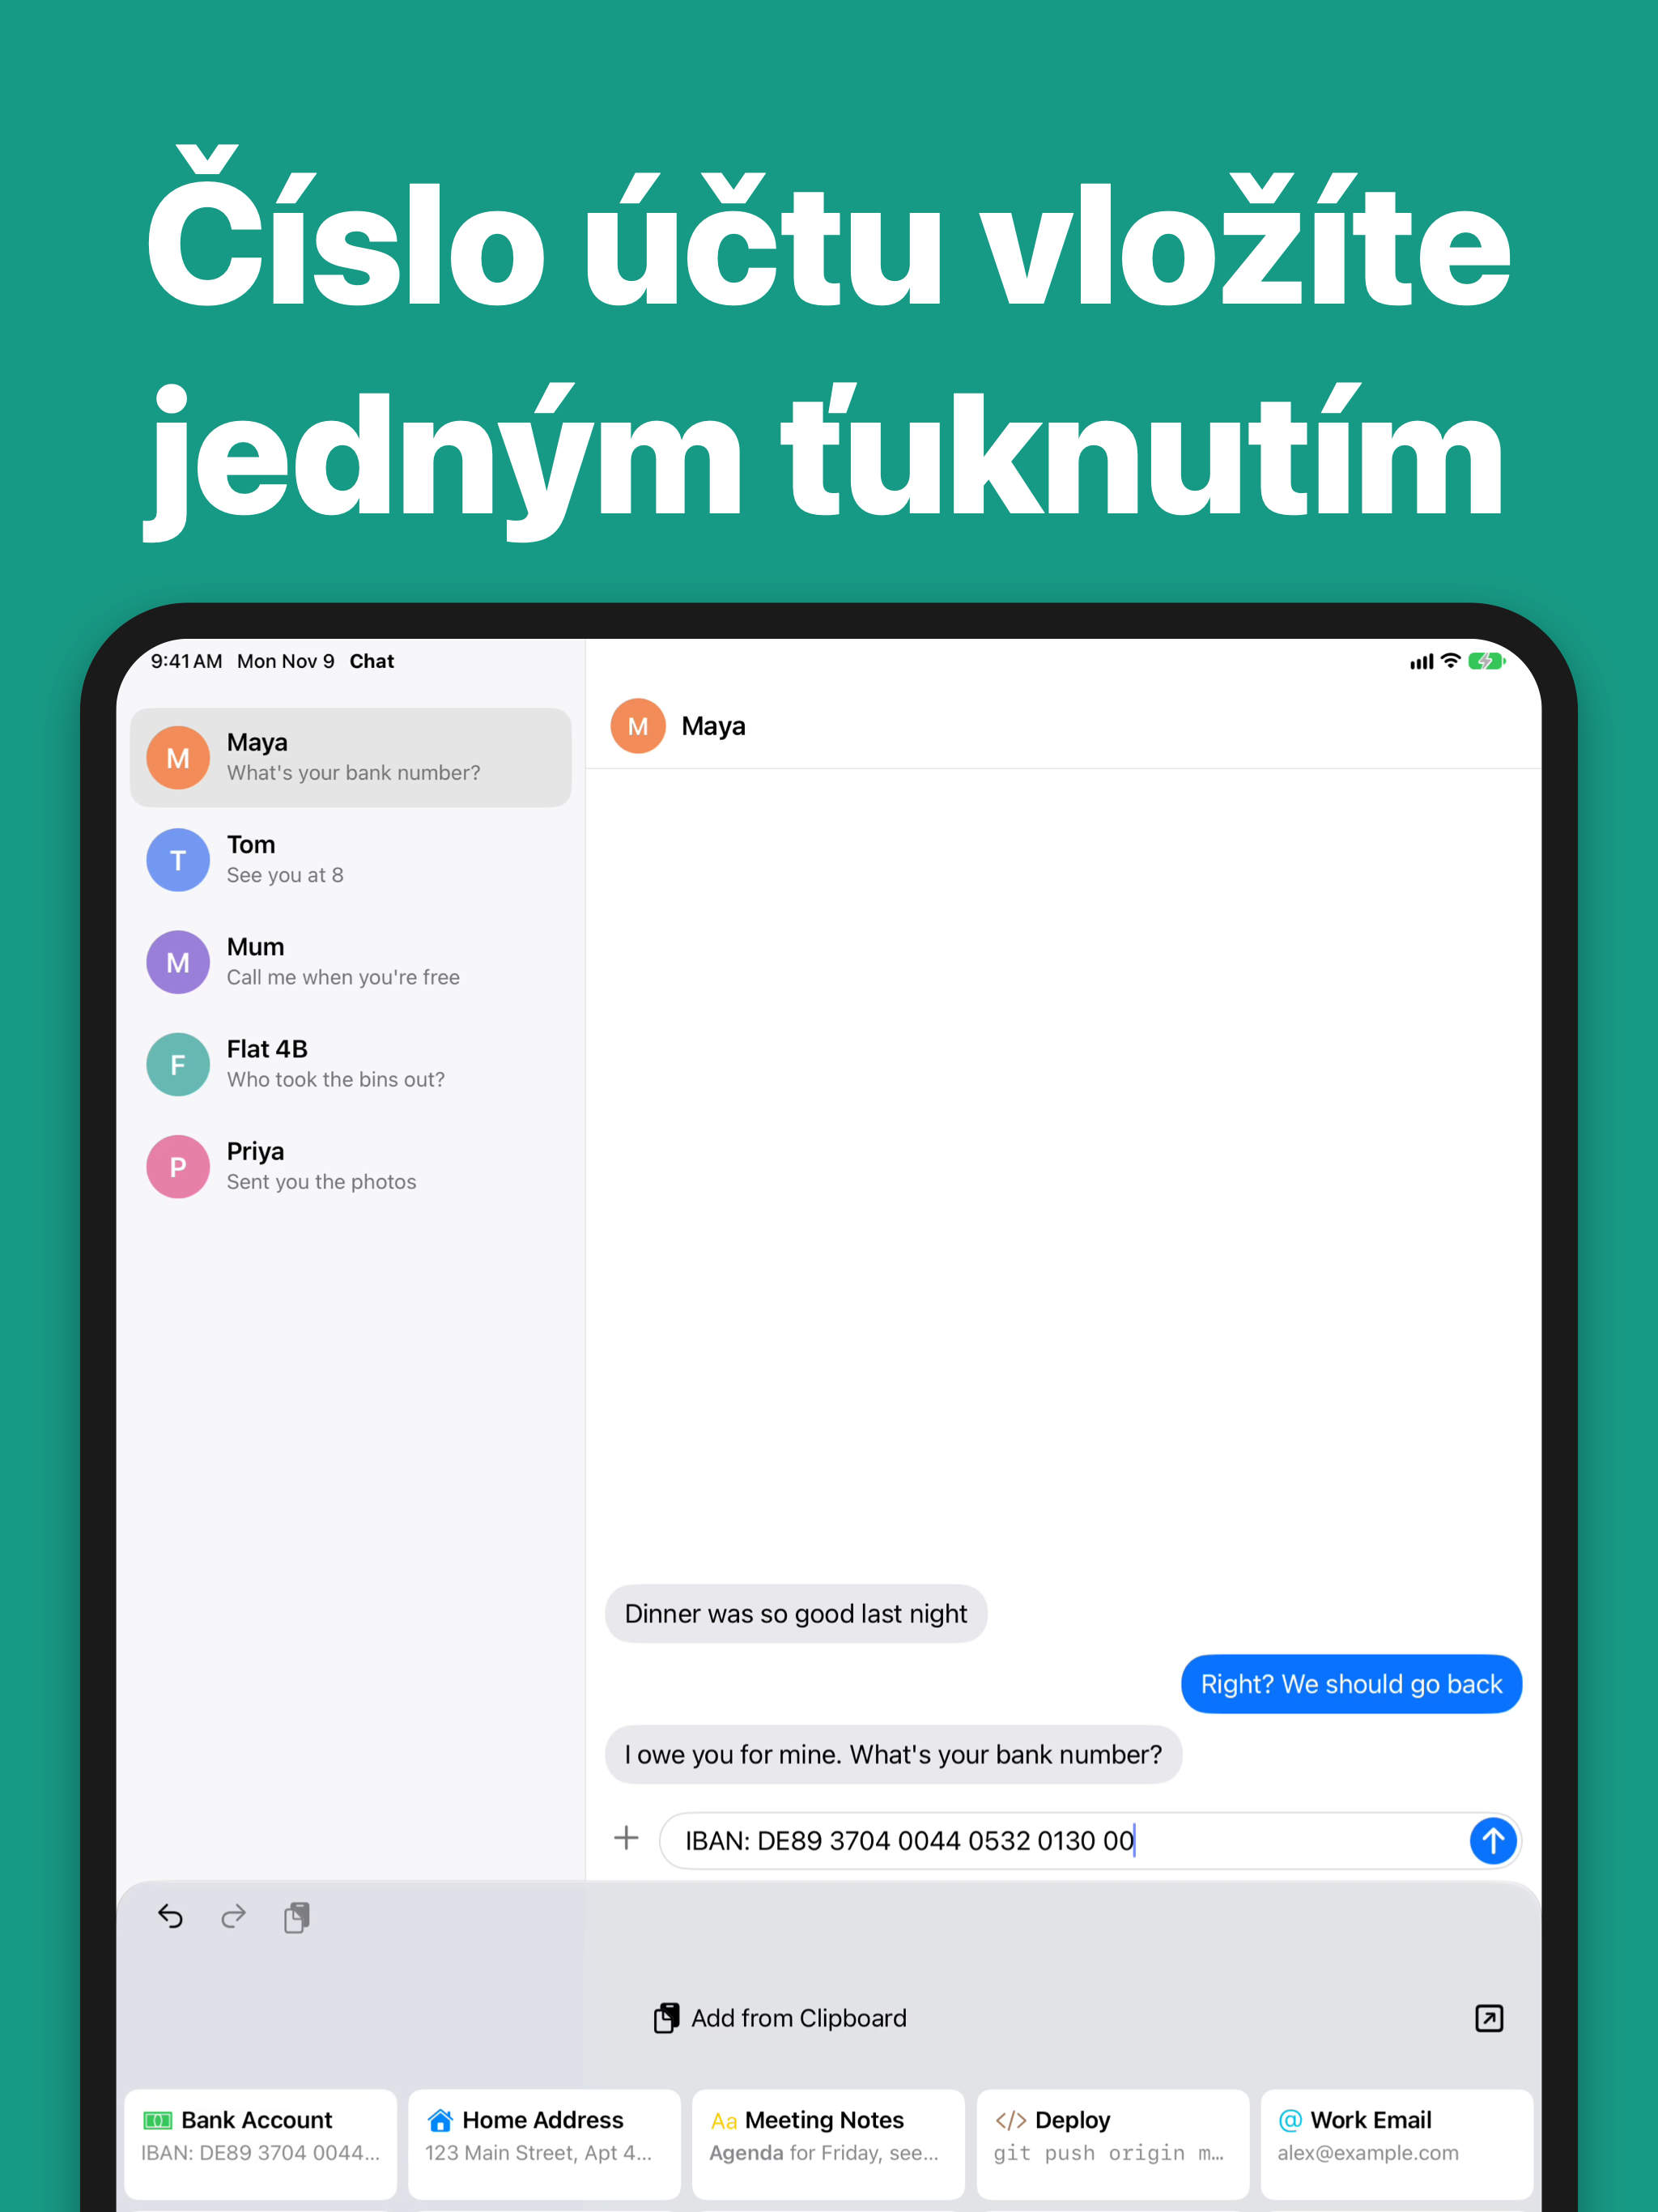 Číslo účtu vložíte
jedným ťuknutím
9:41 AM Mon Nov 9 Chat
M Maya
What's your bank number?
T Tom
See you at 8
M Mum
Call me when you're free
F Flat 4B
Who took the bins out?
P Priya
Sent you the photos
M Maya
Dinner was so good last night
Right? We should go back
I owe you for mine. What's your bank number?
IBAN: DE89 3704 0044 0532 0130 00
Add from Clipboard
Bank Account
IBAN: DE89 3704 0044...
Home Address
123 Main Street, Apt 4...
Aa Meeting Notes
Agenda for Friday, see...
</> Deploy
git push origin m...
@ Work Email
alex@example.com